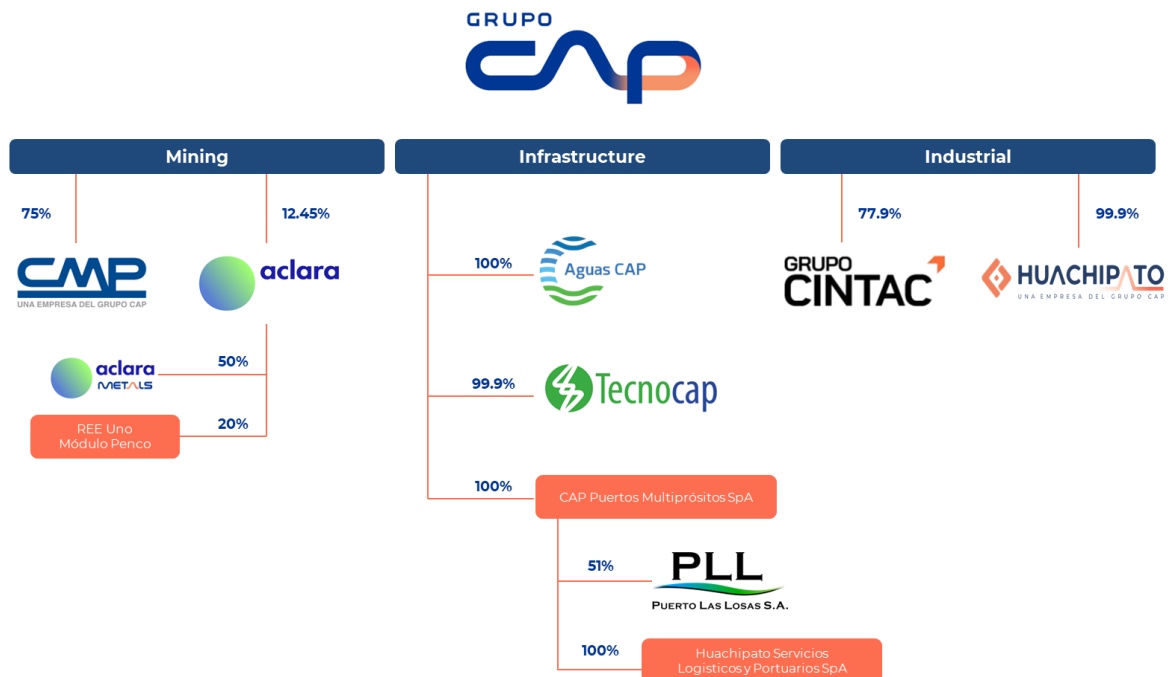 GRUPO
CAP
Mining
Infrastructure
Industrial
75%
12.45%
CMP
UNA EMPRESA DEL GRUPO CAP
aclara
50%
aclara
METALS
20%
REE Uno
Módulo Penco
100%
Aguas CAP
99.9%
Tecnocap
100%
CAP Puertos Multiprósitos SpA
51%
PLL
PUERTO LAS LOSAS S.A.
100%
Huachipato Servicios
Logisticos y Portuarios SpA
77.9%
GRUPO
CINTAC
99.9%
HUACHIPATO
UNA EMPRESA DEL GRUPO CAP